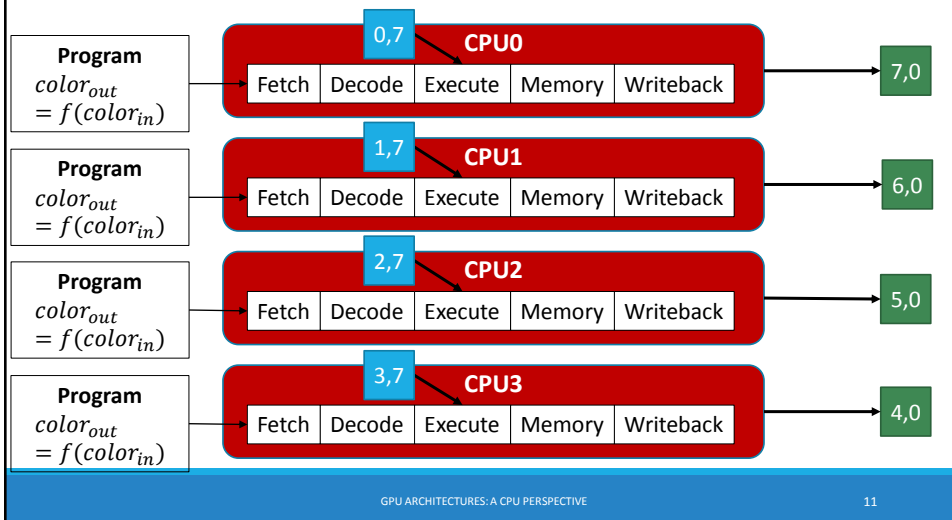 0,7
CPU0
Program
color_out
= f(color_in)
Fetch Decode Execute Memory Writeback
7,0
1,7
CPU1
Program
color_out
= f(color_in)
Fetch Decode Execute Memory Writeback
6,0
2,7
CPU2
Program
color_out
= f(color_in)
Fetch Decode Execute Memory Writeback
5,0
3,7
CPU3
Program
color_out
= f(color_in)
Fetch Decode Execute Memory Writeback
4,0
GPU ARCHITECTURES: A CPU PERSPECTIVE
11